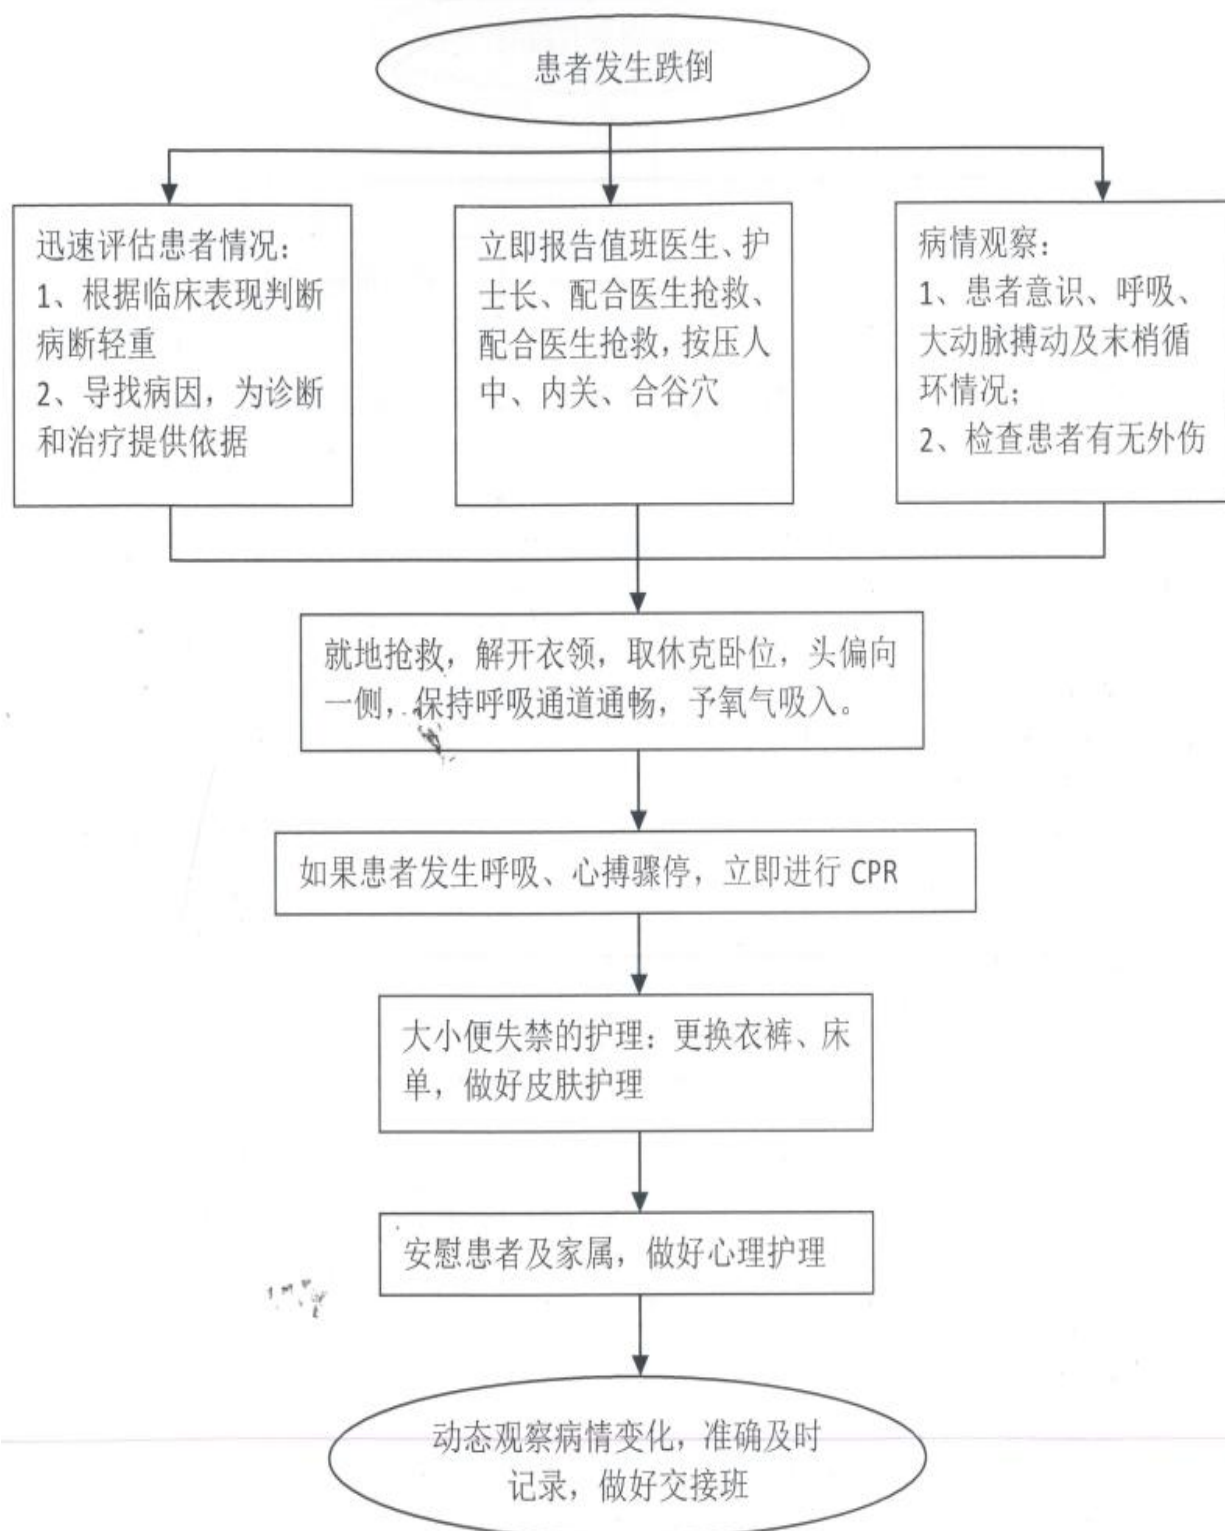 患者发生跌倒
迅速评估患者情况：
1、根据临床表现判断
病断轻重
2、导找病因，为诊断
和治疗提供依据
立即报告值班医生、护
士长、配合医生抢救、
配合医生抢救，按压人
中、内关、合谷穴
病情观察：
1、患者意识、呼吸、
大动脉搏动及末梢循
环情况；
2、检查患者有无外伤
就地抢救，解开衣领，取休克卧位，头偏向
一侧，保持呼吸通道通畅，予氧气吸入。
如果患者发生呼吸、心搏骤停，立即进行 CPR
大小便失禁的护理：更换衣裤、床
单，做好皮肤护理
安慰患者及家属，做好心理护理
动态观察病情变化，准确及时
记录，做好交接班